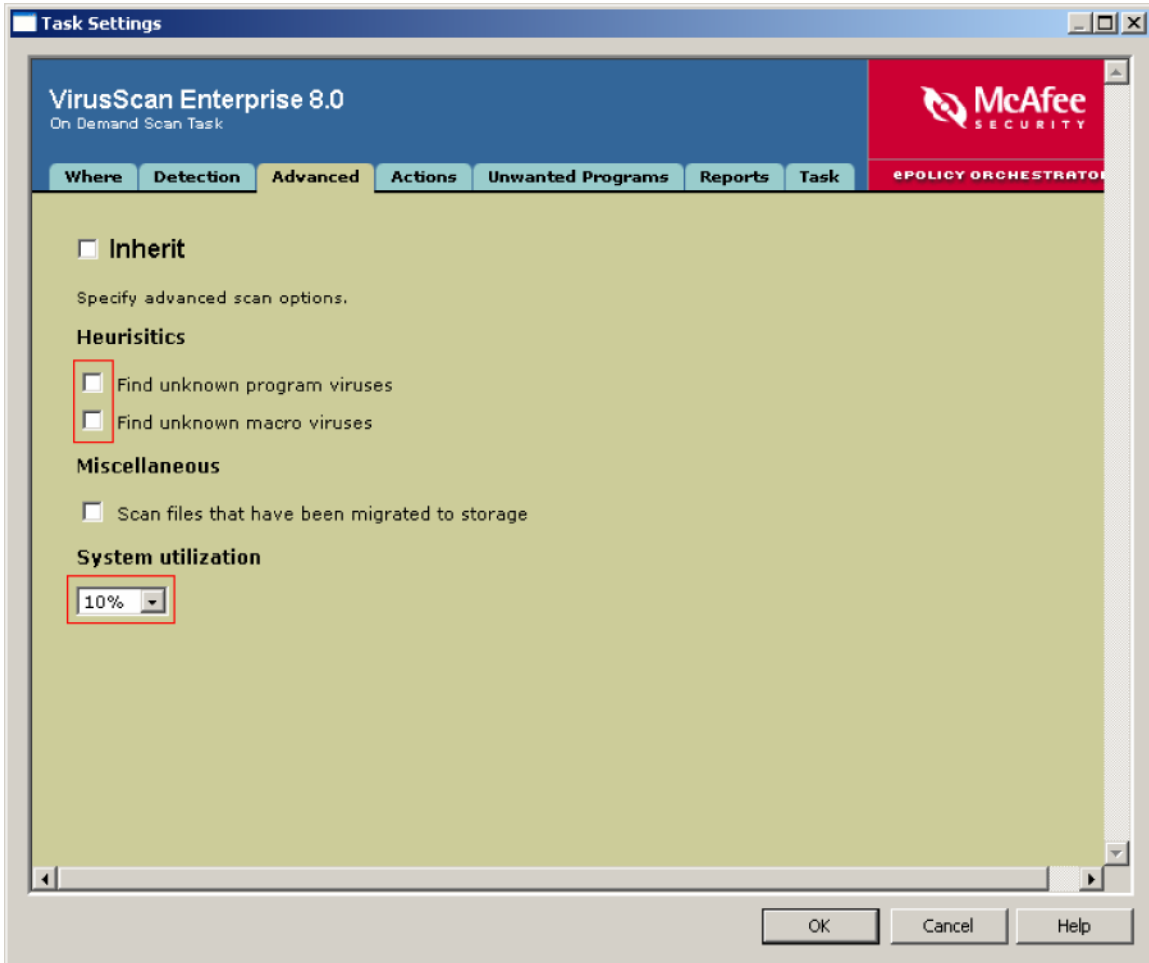 Task Settings
VirusScan Enterprise 8.0
On Demand Scan Task
McAfee
SECURITY
Where Detection Advanced Actions Unwanted Programs Reports Task
ePOLICY ORCHESTRATO
Inherit
Specify advanced scan options.
Heurisitics
Find unknown program viruses
Find unknown macro viruses
Miscellaneous
Scan files that have been migrated to storage
System utilization
10%
OK Cancel Help